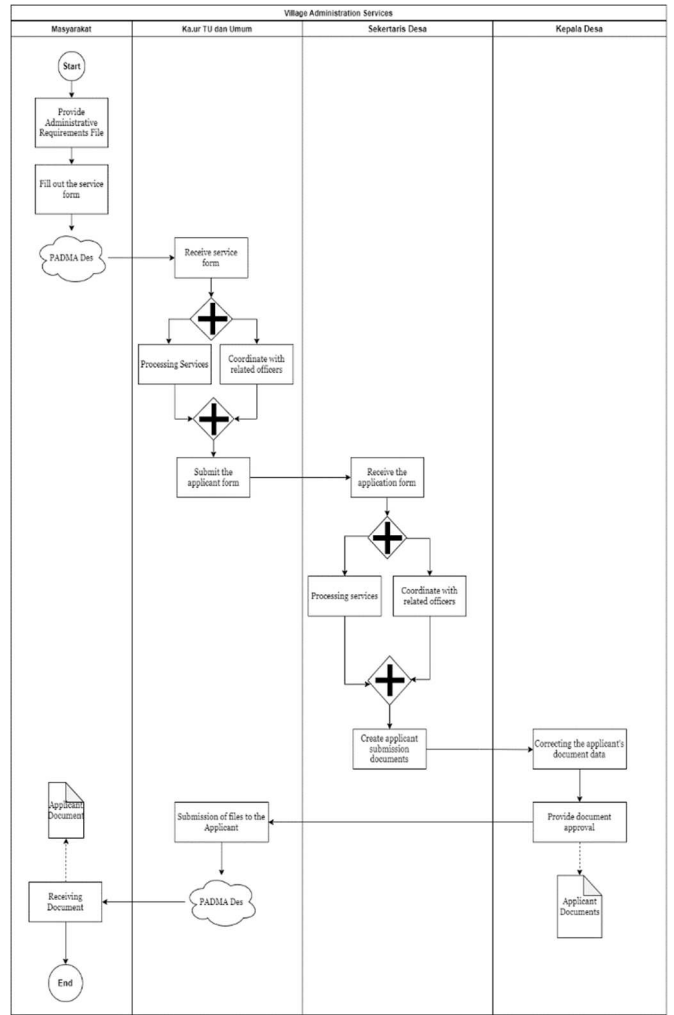 Village Administration Services
Masyarakat
Ka.ur TU dan Umum
Sekertaris Desa
Kepala Desa
Start
Provide
Administrative
Requirements File
Fill out the service
form
PADMA Des
Receive service
form
Processing Services
Coordinate with
related officers
Submit the
applicant form
Receive the
application form
Processing services
Coordinate with
related officers
Create applicant
submission
documents
Correcting the applicant's
document data
Applicant
Document
Submission of files to the
Applicant
Provide document
approval
Receiving
Document
PADMA Des
Applicant
Documents
End